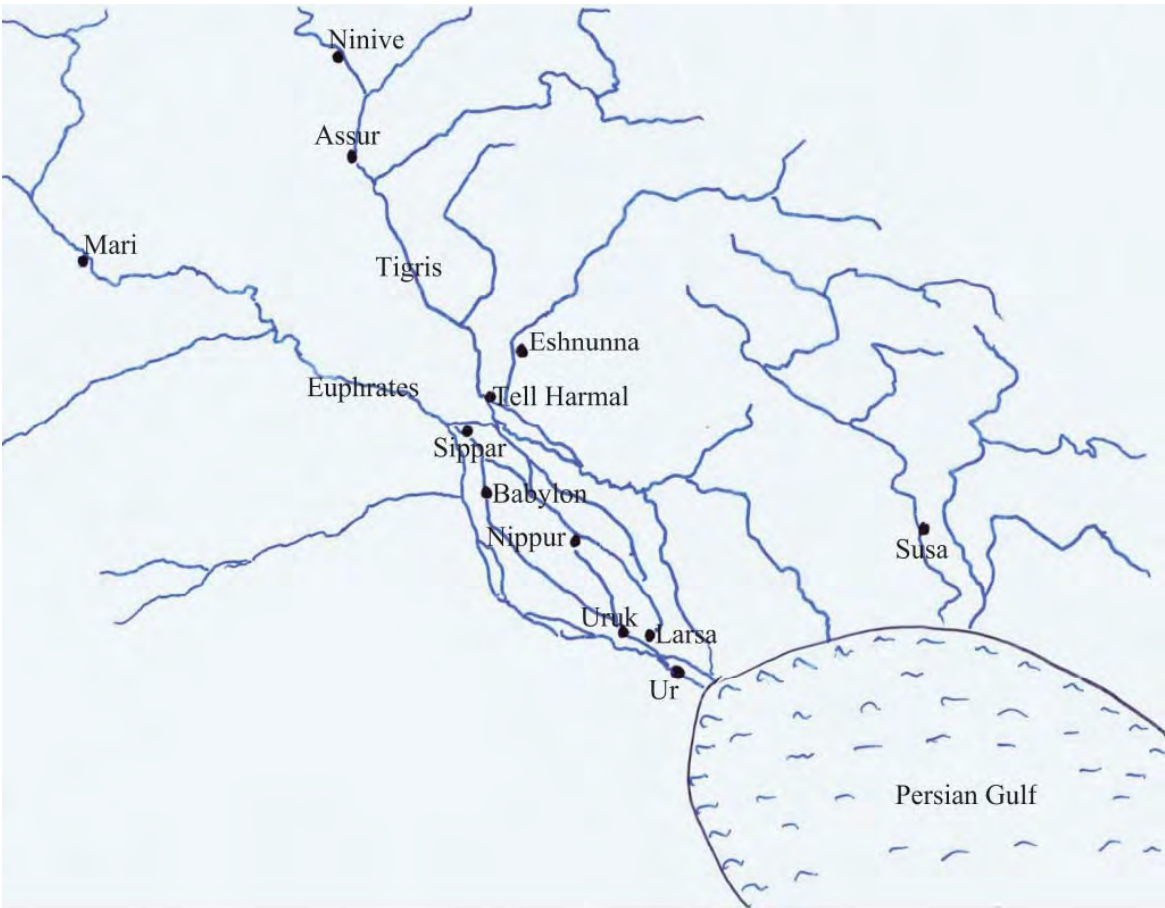 Ninive
Assur
Mari
Tigris
Eshnunna
Euphrates
Tell Harmal
Sippar
Babylon
Nippur
Susa
Uruk
Larsa
Ur
Persian Gulf